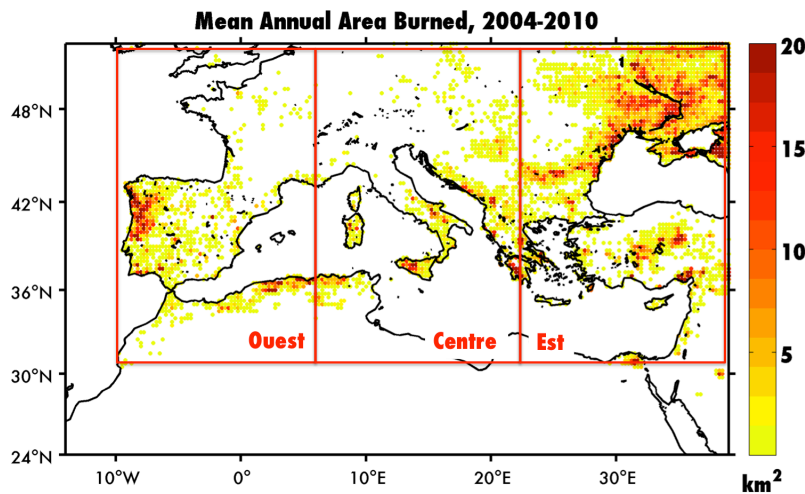 Mean Annual Area Burned, 2004-2010
20
48°N
15
42°N
10
36°N
Ouest
Centre
Est
5
30°N
24°N
10°W
0°
10°E
20°E
30°E
km²